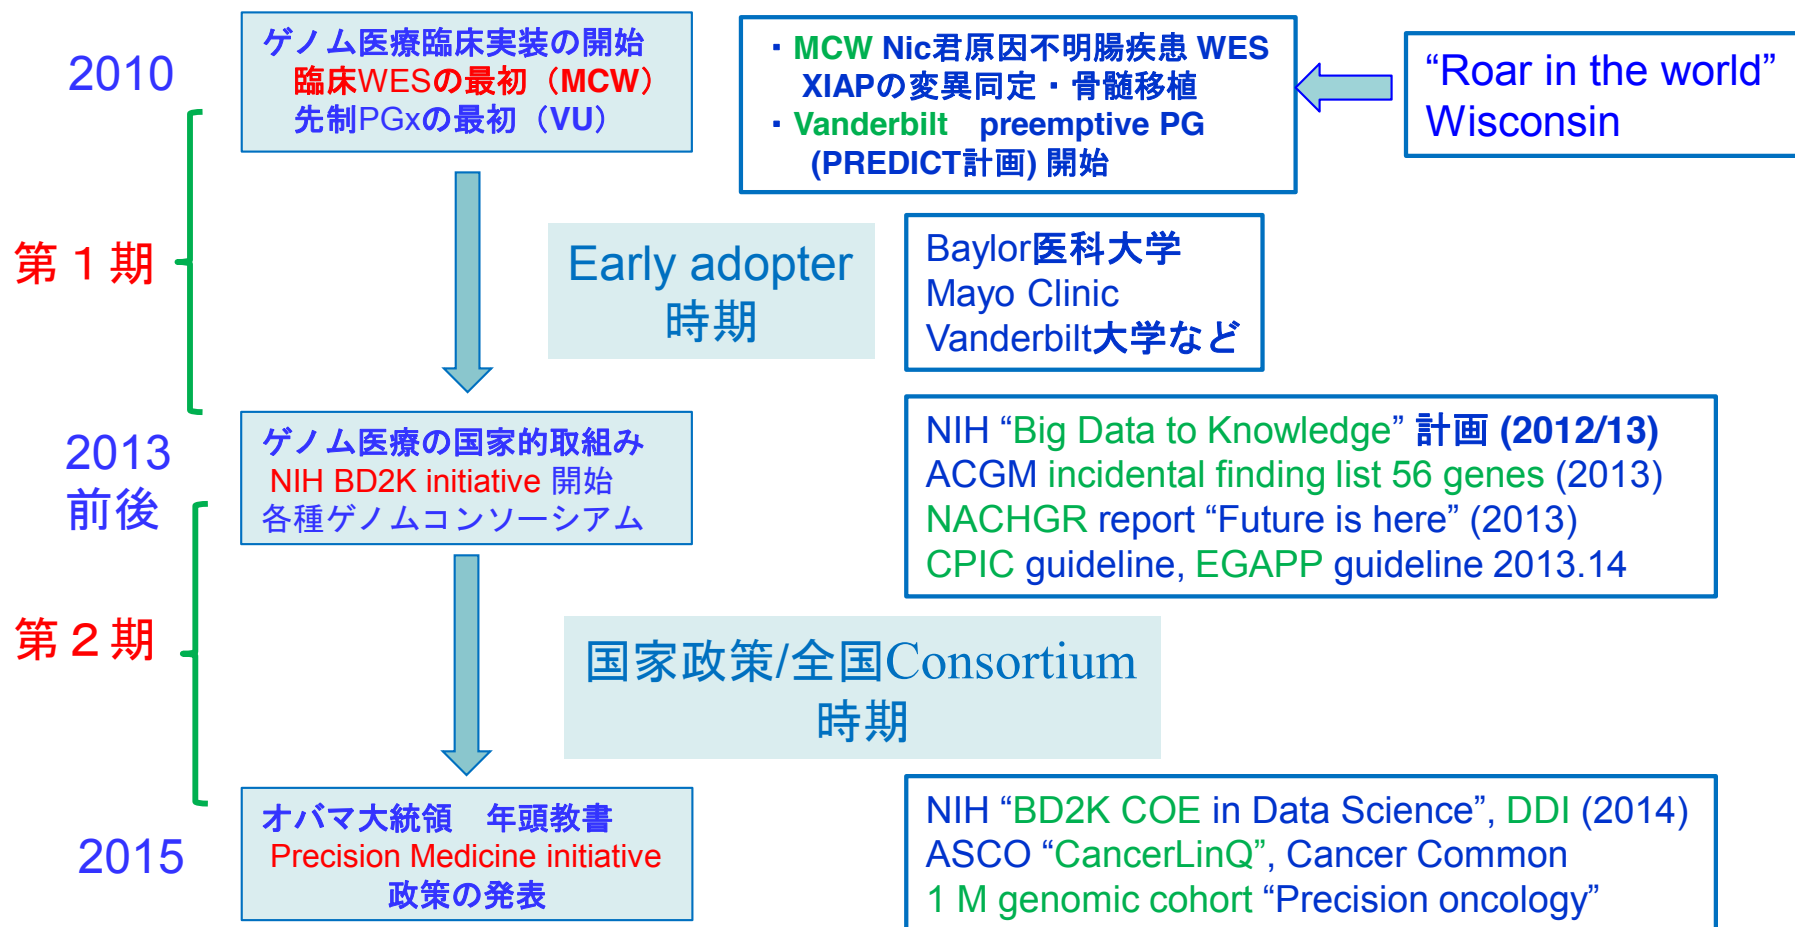 2010
ゲノム医療臨床実装の開始
臨床WESの最初（MCW）
先制PGxの最初（VU）
・MCW Nic君原因不明腸疾患 WES
XIAPの変異同定・骨髄移植
・Vanderbilt preemptive PG
(PREDICT計画) 開始
“Roar in the world”
Wisconsin
第１期
Early adopter
時期
Baylor医科大学
Mayo Clinic
Vanderbilt大学など
2013
前後
ゲノム医療の国家的取組み
NIH BD2K initiative 開始
各種ゲノムコンソーシアム
NIH “Big Data to Knowledge” 計画 (2012/13)
ACGM incidental finding list 56 genes (2013)
NACHGR report “Future is here” (2013)
CPIC guideline, EGAPP guideline 2013.14
第２期
国家政策/全国Consortium
時期
2015
オバマ大統領　年頭教書
Precision Medicine initiative
政策の発表
NIH “BD2K COE in Data Science”, DDI (2014)
ASCO “CancerLinQ”, Cancer Common
1 M genomic cohort “Precision oncology”